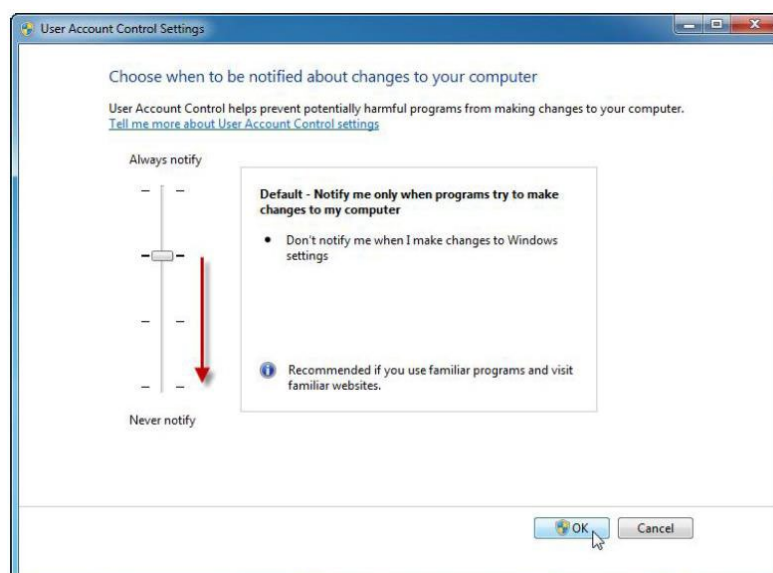 User Account Control Settings
Choose when to be notified about changes to your computer
User Account Control helps prevent potentially harmful programs from making changes to your computer.
Tell me more about User Account Control settings
Always notify
Default - Notify me only when programs try to make
changes to my computer
• Don't notify me when I make changes to Windows
settings
Recommended if you use familiar programs and visit
familiar websites.
Never notify
OK
Cancel